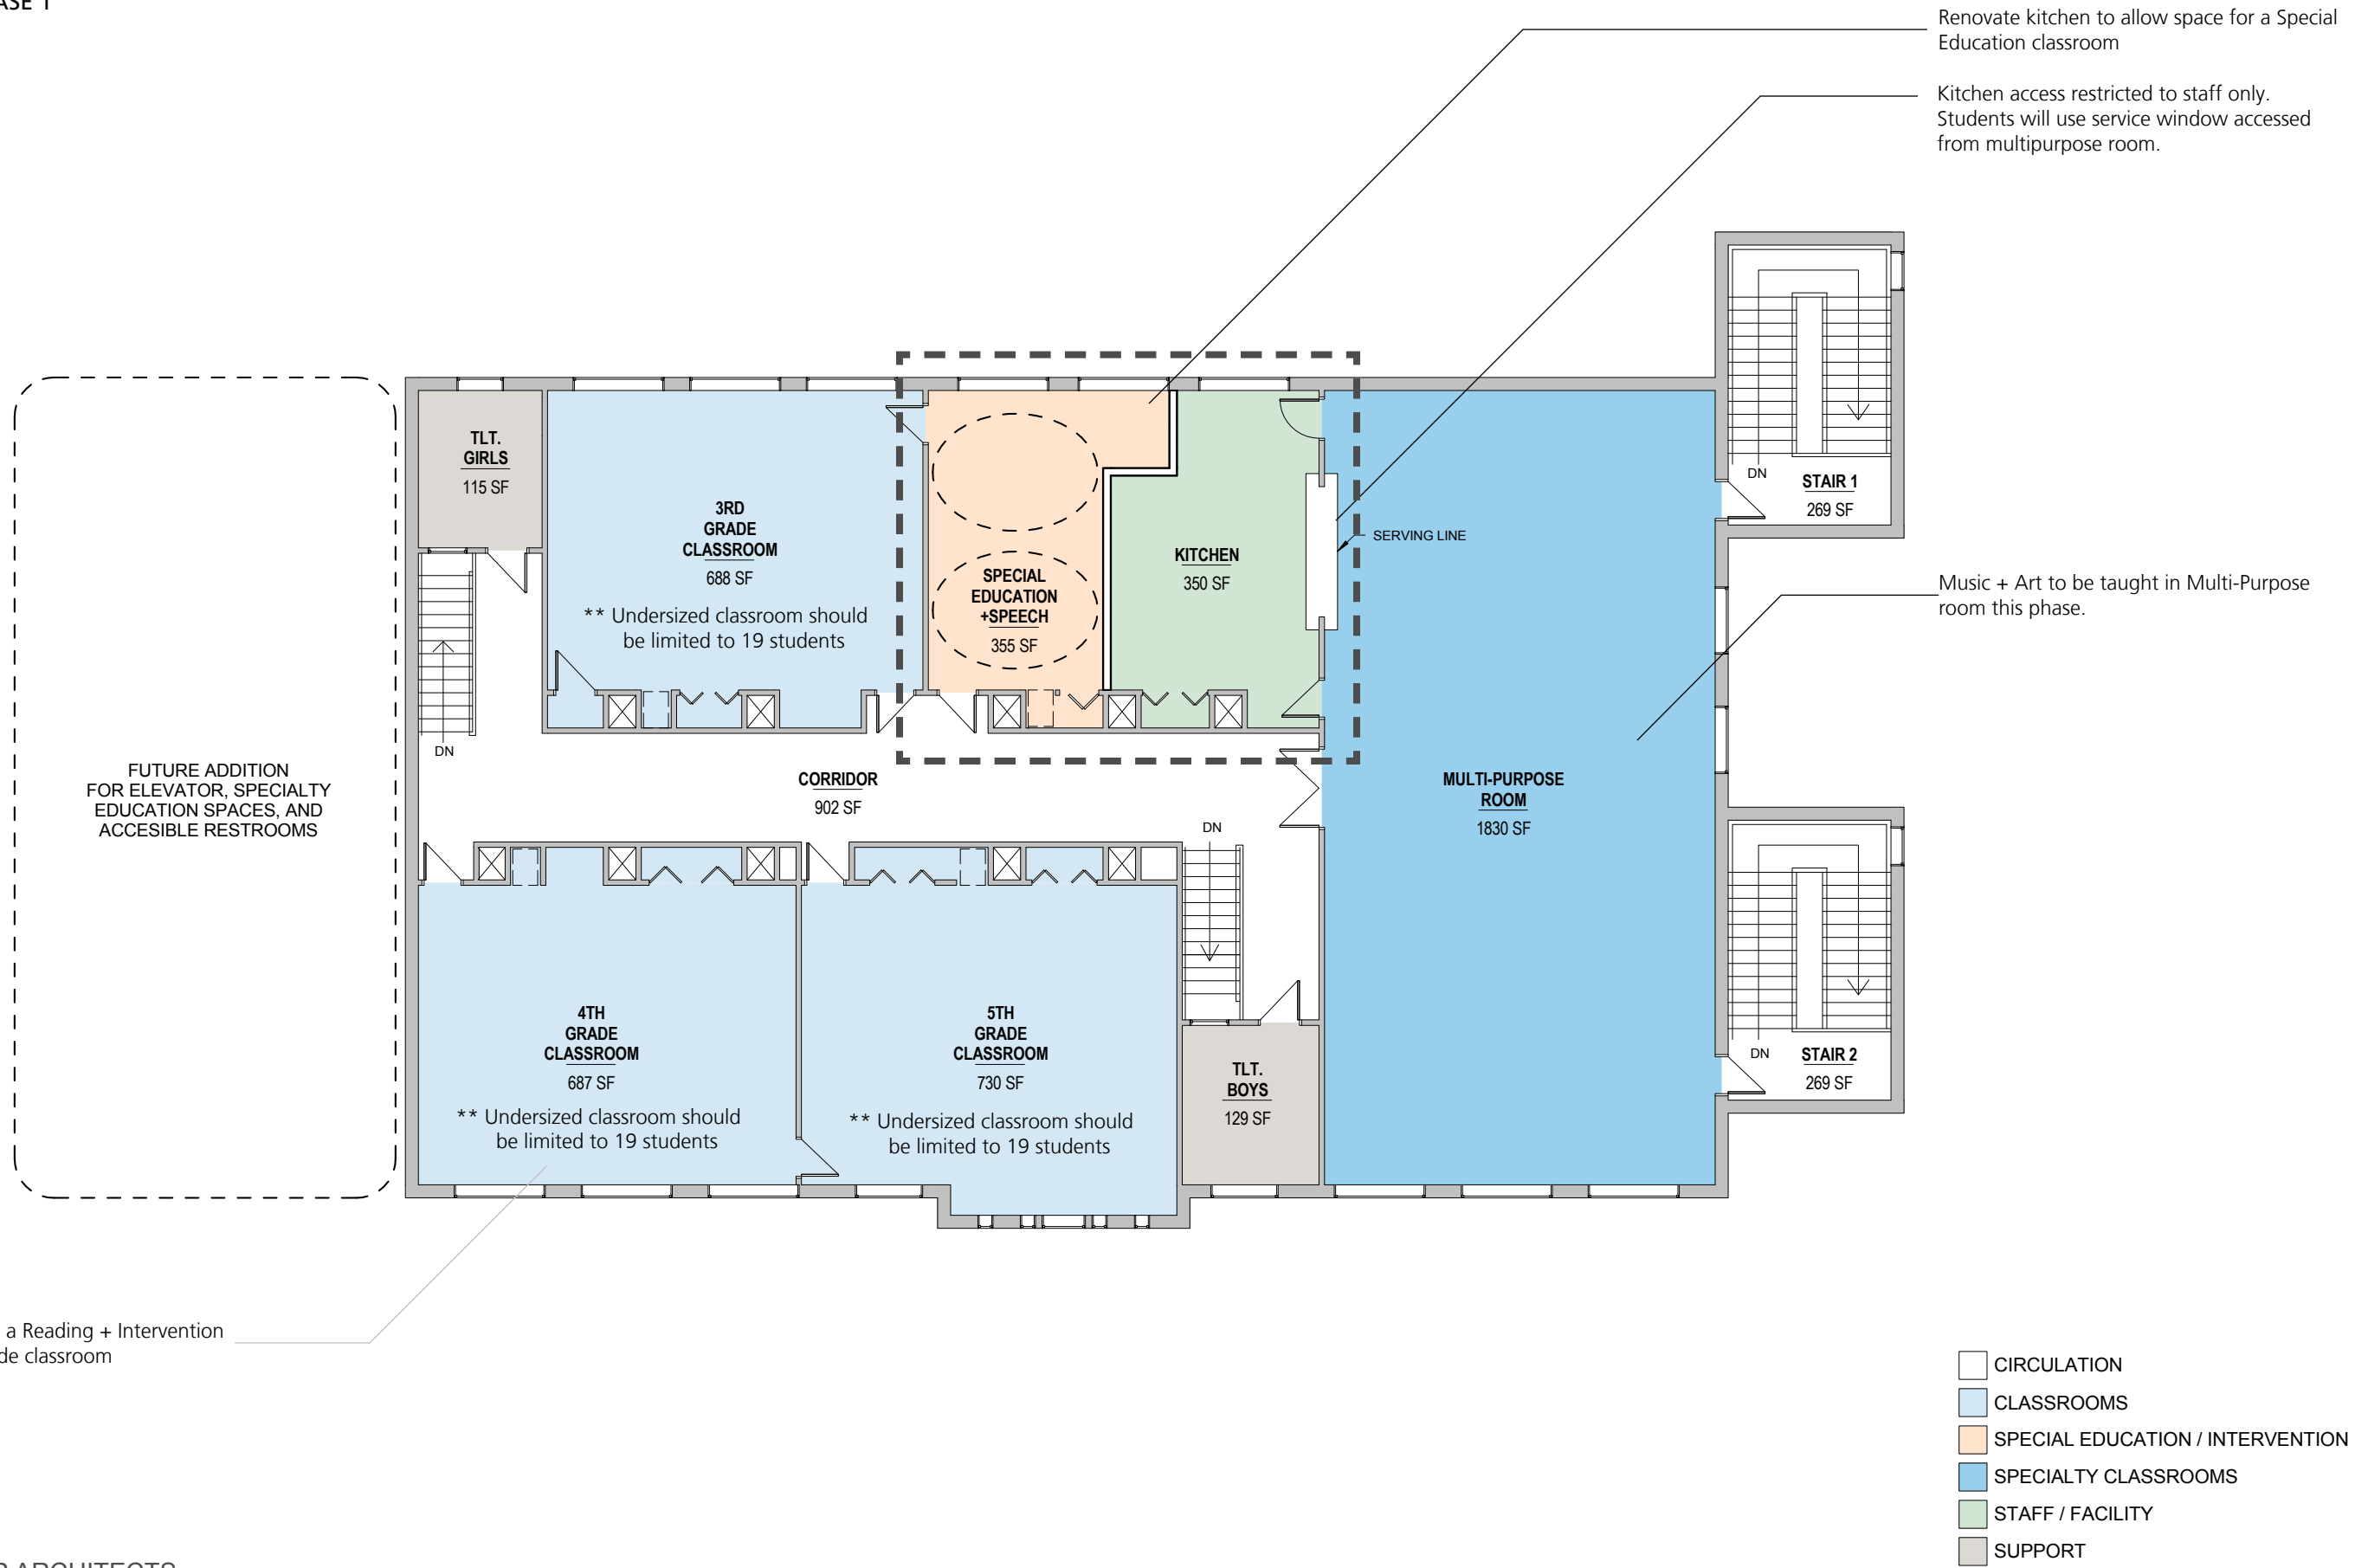 ASE 1
Renovate kitchen to allow space for a Special
Education classroom
Kitchen access restricted to staff only.
Students will use service window accessed
from multipurpose room.
TLT.
GIRLS
115 SF
3RD
GRADE
CLASSROOM
688 SF
** Undersized classroom should
be limited to 19 students
SPECIAL
EDUCATION
+SPEECH
355 SF
KITCHEN
350 SF
SERVING LINE
DN
STAIR 1
269 SF
Music + Art to be taught in Multi-Purpose
room this phase.
DN
FUTURE ADDITION
FOR ELEVATOR, SPECIALTY
EDUCATION SPACES, AND
ACCESIBLE RESTROOMS
CORRIDOR
902 SF
MULTI-PURPOSE
ROOM
1830 SF
DN
4TH
GRADE
CLASSROOM
687 SF
** Undersized classroom should
be limited to 19 students
5TH
GRADE
CLASSROOM
730 SF
** Undersized classroom should
be limited to 19 students
TLT.
BOYS
129 SF
DN
STAIR 2
269 SF
a Reading + Intervention
de classroom
CIRCULATION
CLASSROOMS
SPECIAL EDUCATION / INTERVENTION
SPECIALTY CLASSROOMS
STAFF / FACILITY
SUPPORT
ARCHITECTS